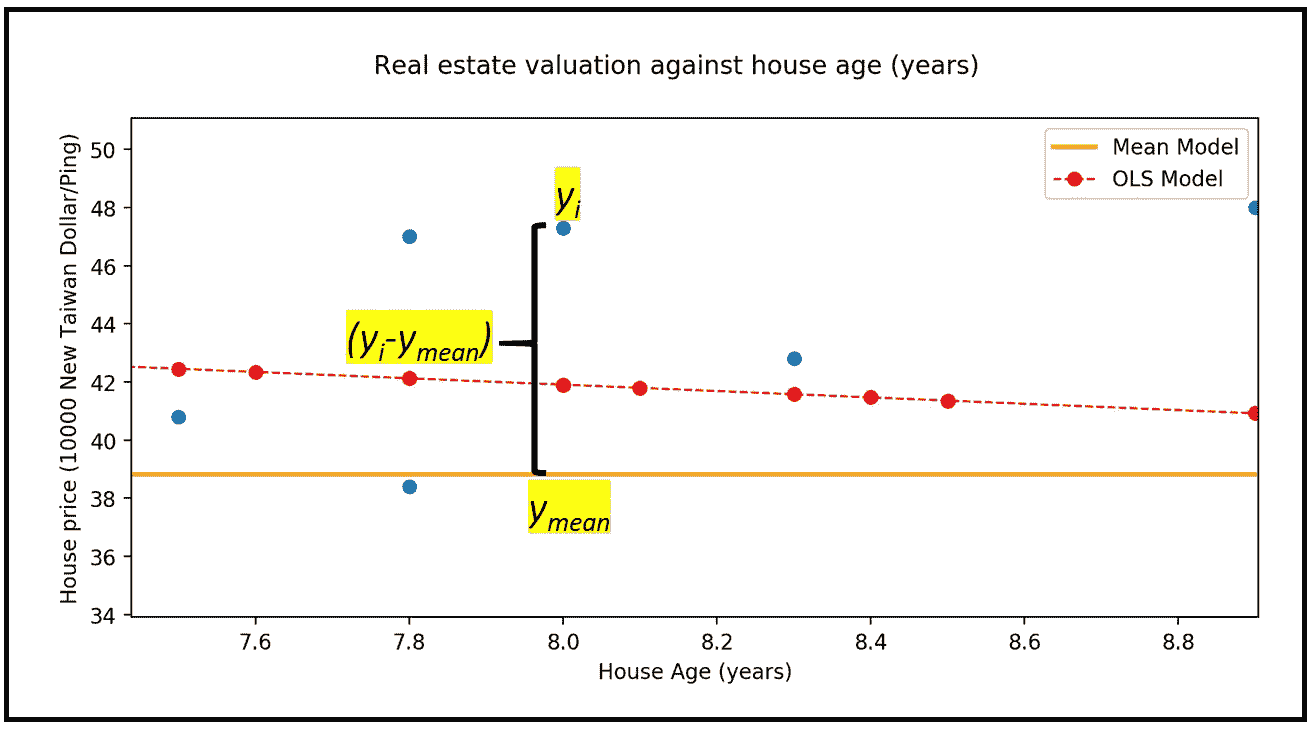 Real estate valuation against house age (years)
Mean Model
OLS Model
House price (10000 New Taiwan Dollar/Ping)
50
48
46
44
42
40
38
36
34
yᵢ
(yᵢ-y_mean)
y_mean
7.6 7.8 8.0 8.2 8.4 8.6 8.8
House Age (years)